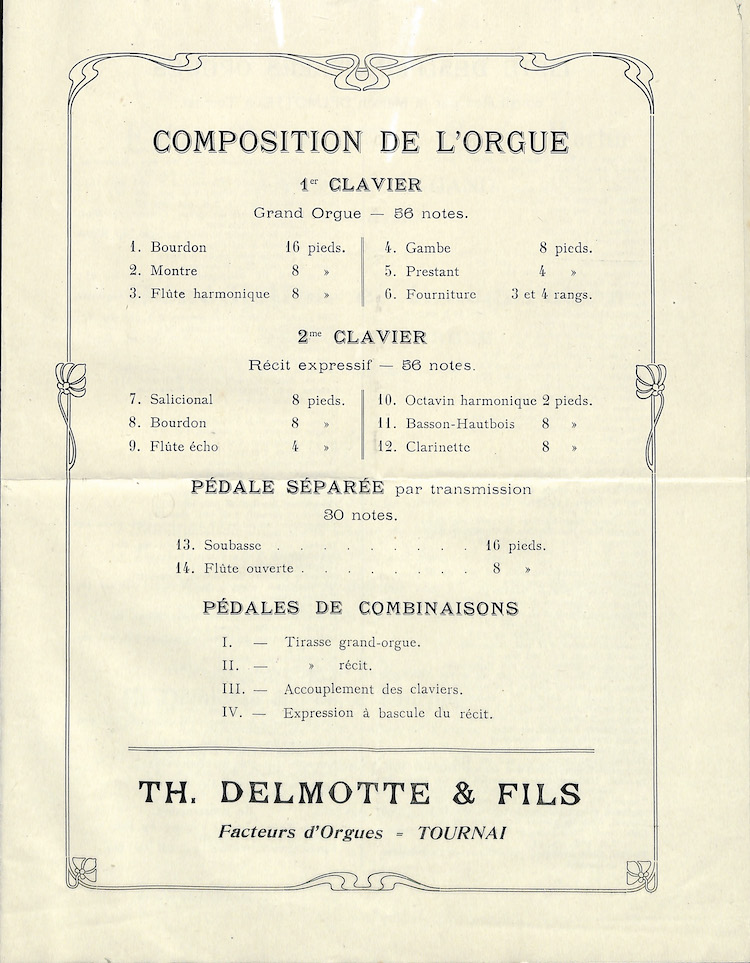 COMPOSITION DE L'ORGUE
1er CLAVIER
Grand Orgue — 56 notes.
1. Bourdon 16 pieds.
2. Montre 8 »
3. Flûte harmonique 8 »
4. Gambe 8 pieds.
5. Prestant 4 »
6. Fourniture 3 et 4 rangs.
2me CLAVIER
Récit expressif — 56 notes.
7. Salicional 8 pieds.
8. Bourdon 8 »
9. Flûte écho 4 »
10. Octavin harmonique 2 pieds.
11. Basson-Hautbois 8 »
12. Clarinette 8 »
PÉDALE SÉPARÉE par transmission
30 notes.
13. Soubasse . . . . . . . . . 16 pieds.
14. Flûte ouverte . . . . . . . . 8 »
PÉDALES DE COMBINAISONS
I. — Tirasse grand-orgue.
II. — » récit.
III. — Accouplement des claviers.
IV. — Expression à bascule du récit.
TH. DELMOTTE & FILS
Facteurs d'Orgues = TOURNAI